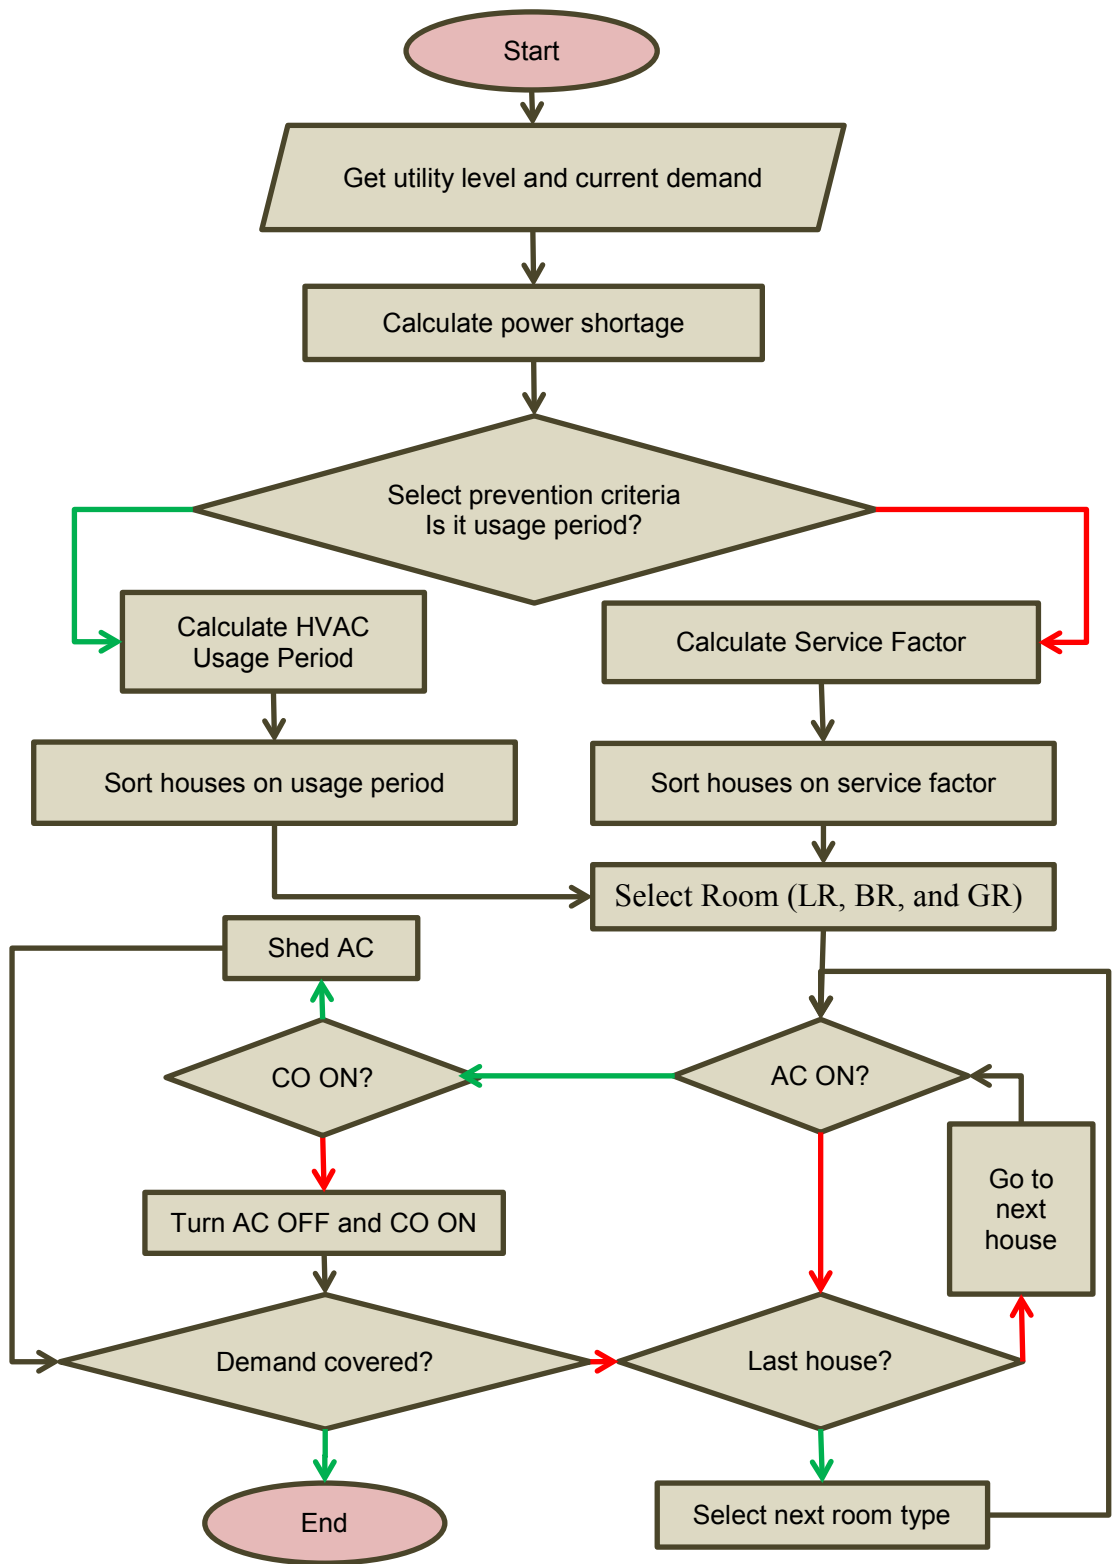 Start
Get utility level and current demand
Calculate power shortage
Select prevention criteria
Is it usage period?
Calculate HVAC
Usage Period
Calculate Service Factor
Sort houses on usage period
Sort houses on service factor
Select Room (LR, BR, and GR)
Shed AC
CO ON?
AC ON?
Go to
next
house
Turn AC OFF and CO ON
Demand covered?
Last house?
End
Select next room type